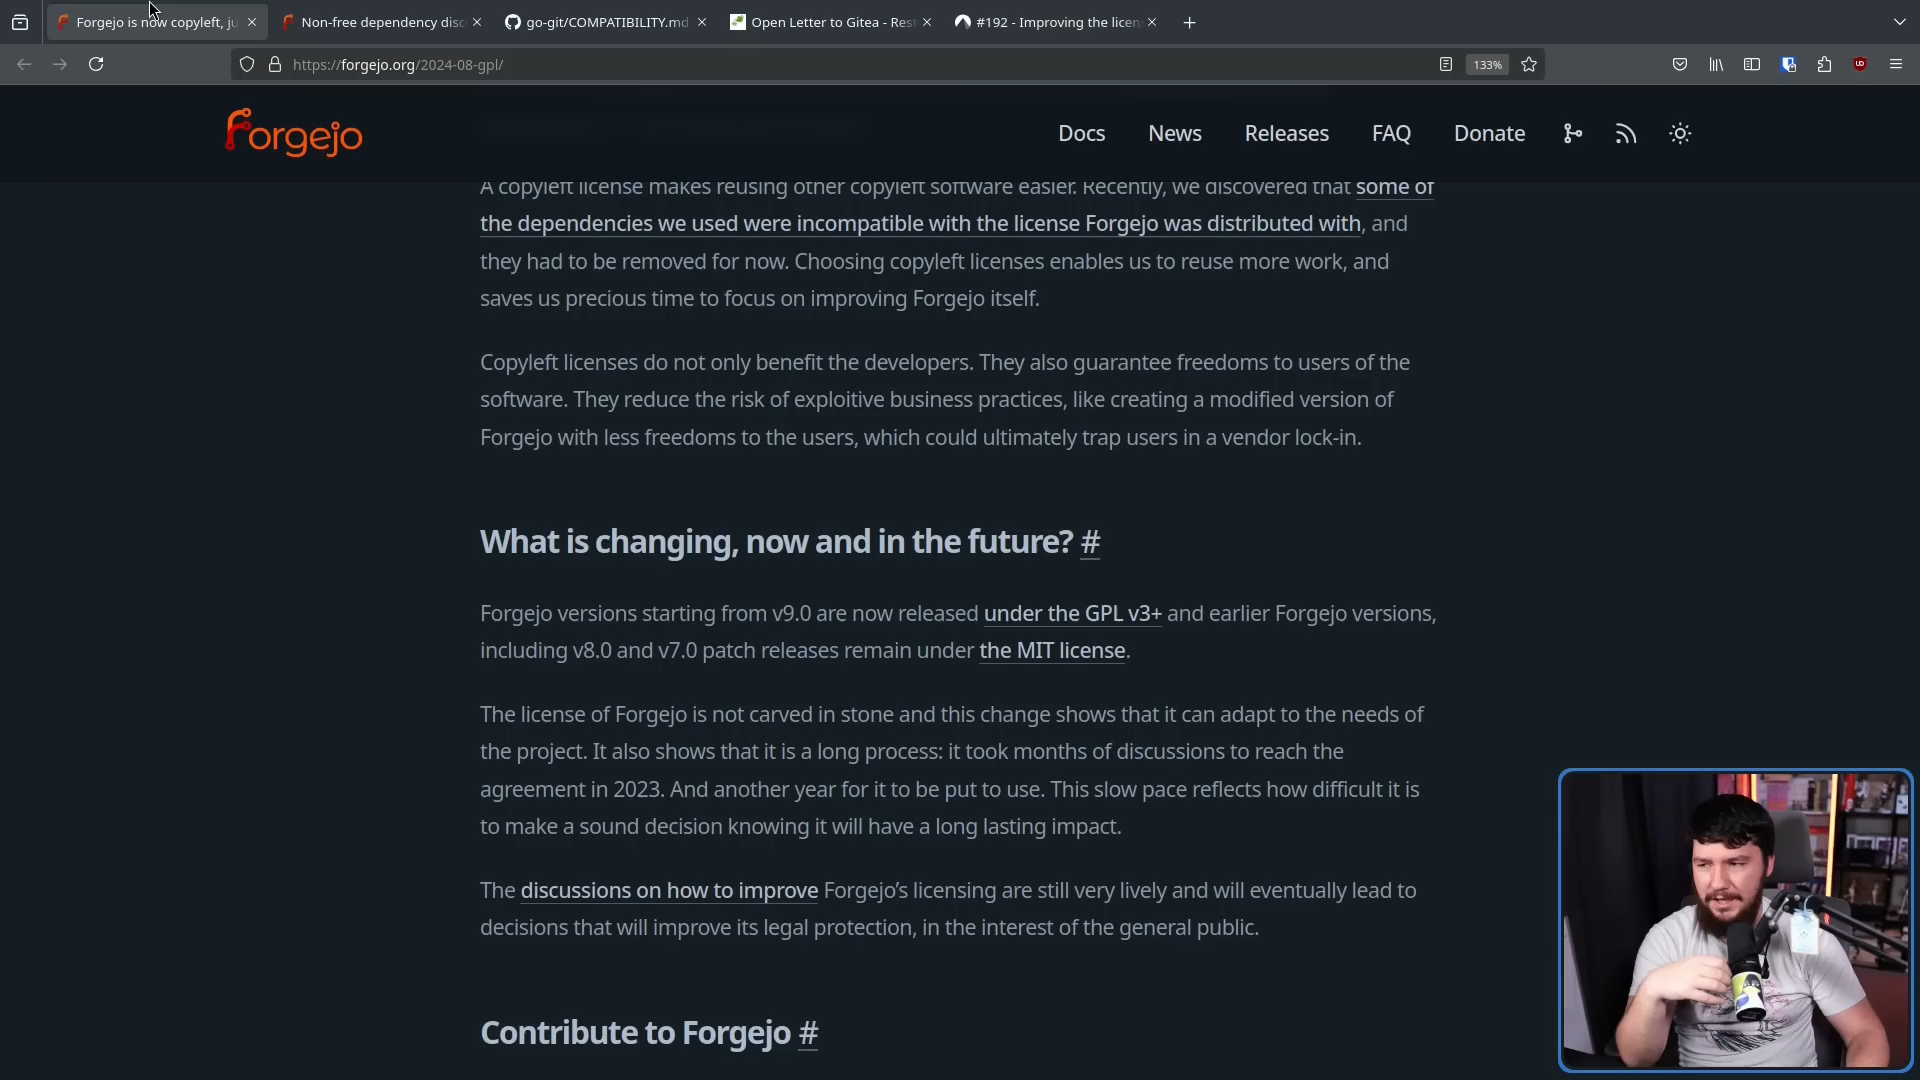 Forgejo is now copyleft, ju
Non-free dependency disc
go-git/COMPATIBILITY.md
Open Letter to Gitea - Res
#192 - Improving the licen
https://forgejo.org/2024-08-gpl/
133%
Forgejo
Docs
News
Releases
FAQ
Donate
A copyleft license makes reusing other copyleft software easier. Recently, we discovered that some of
the dependencies we used were incompatible with the license Forgejo was distributed with, and
they had to be removed for now. Choosing copyleft licenses enables us to reuse more work, and
saves us precious time to focus on improving Forgejo itself.
Copyleft licenses do not only benefit the developers. They also guarantee freedoms to users of the
software. They reduce the risk of exploitive business practices, like creating a modified version of
Forgejo with less freedoms to the users, which could ultimately trap users in a vendor lock-in.
What is changing, now and in the future? #
Forgejo versions starting from v9.0 are now released under the GPL v3+ and earlier Forgejo versions,
including v8.0 and v7.0 patch releases remain under the MIT license.
The license of Forgejo is not carved in stone and this change shows that it can adapt to the needs of
the project. It also shows that it is a long process: it took months of discussions to reach the
agreement in 2023. And another year for it to be put to use. This slow pace reflects how difficult it is
to make a sound decision knowing it will have a long lasting impact.
The discussions on how to improve Forgejo’s licensing are still very lively and will eventually lead to
decisions that will improve its legal protection, in the interest of the general public.
Contribute to Forgejo #